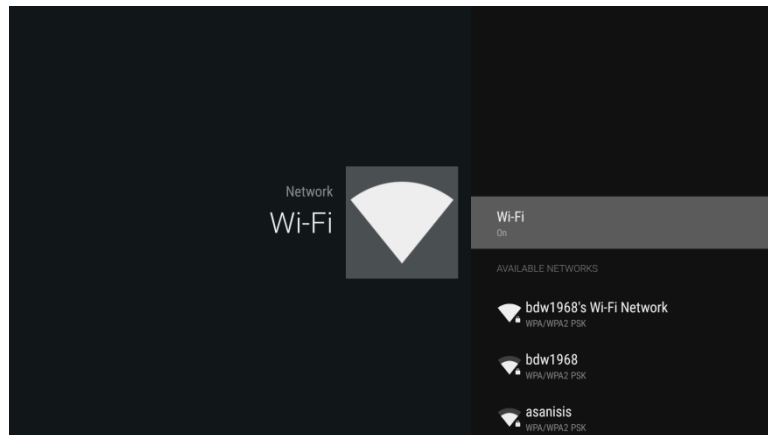 Network
Wi-Fi
Wi-Fi
On
AVAILABLE NETWORKS
bdw1968's Wi-Fi Network
WPA/WPA2 PSK
bdw1968
WPA/WPA2 PSK
asanisis
WPA/WPA2 PSK